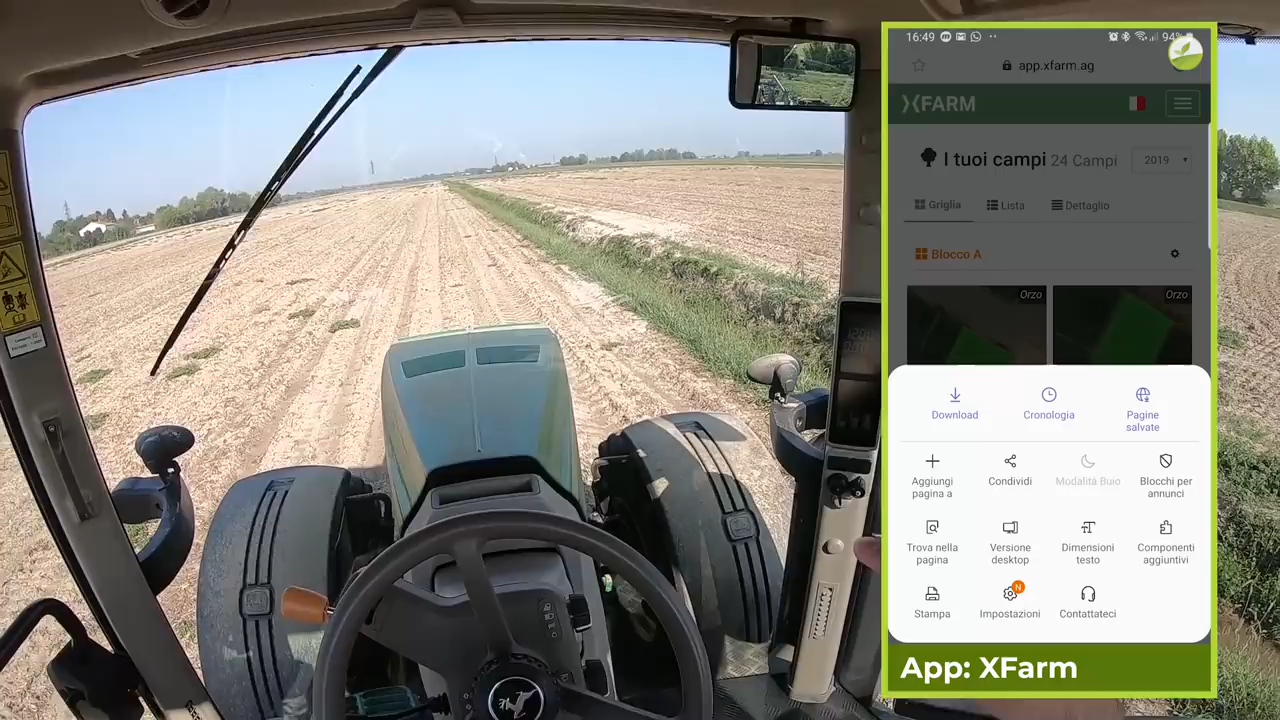 16:49
94%
app.xfarm.ag
XFARM
I tuoi campi 24 Campi
2019
Griglia
Lista
Dettaglio
Blocco A
Orzo
Orzo
Download
Cronologia
Pagine
salvate
Aggiungi
pagina a
Condividi
Modalità Buio
Blocchi per
annunci
Trova nella
pagina
Versione
desktop
Dimensioni
testo
Componenti
aggiuntivi
Stampa
N
Impostazioni
Contattateci
App: XFarm